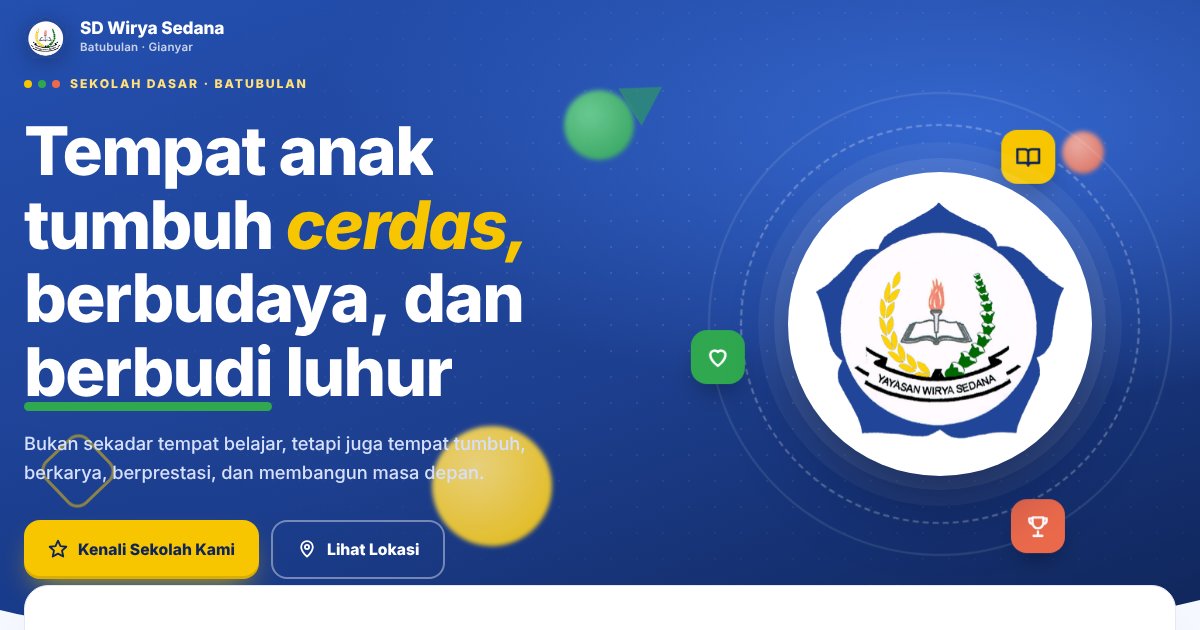 SD Wirya Sedana
Batubulan · Gianyar
SEKOLAH DASAR · BATUBULAN
Tempat anak
tumbuh cerdas,
berbudaya, dan
berbudi luhur
Bukan sekadar tempat belajar, tetapi juga tempat tumbuh,
berkarya, berprestasi, dan membangun masa depan.
Kenali Sekolah Kami
Lihat Lokasi
YAYASAN WIRYA SEDANA